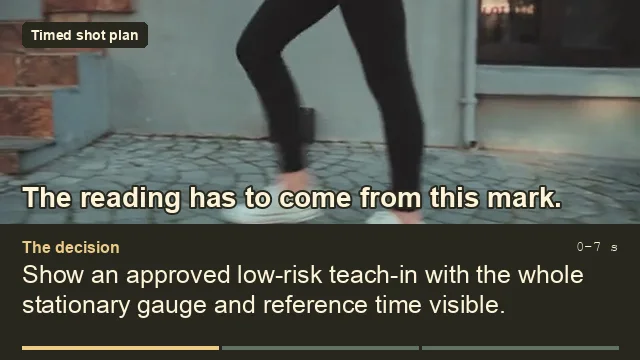 Timed shot plan
The reading has to come from this mark.
The decision
0–7 s
Show an approved low-risk teach-in with the whole
stationary gauge and reference time visible.